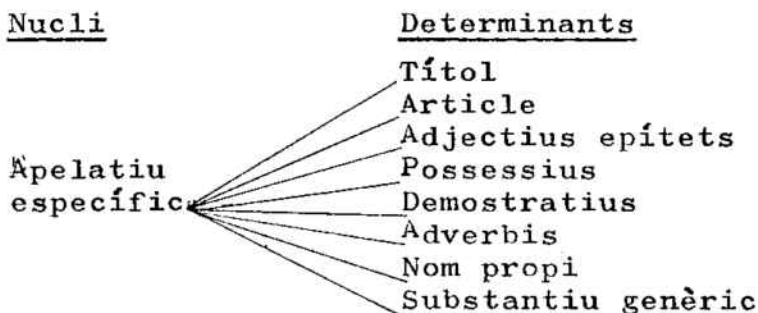 Nucli Determinants
Títol
Article
Adjectius epítets
Apelatiu Possessius
específic Demostratius
Adverbis
Nom propi
Substantiu genèric